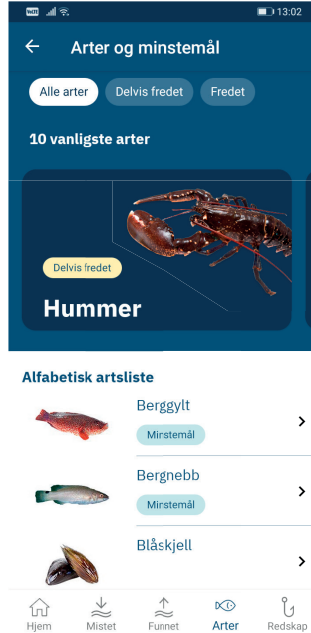 VoLTE 13:02
Arter og minstemål
Alle arter Delvis fredet Fredet
10 vanligste arter
Delvis fredet
Hummer
Alfabetisk artsliste
Berggylt
Minstemål
Bergnebb
Minstemål
Blåskjell
Hjem Mistet Funnet Arter Redskap